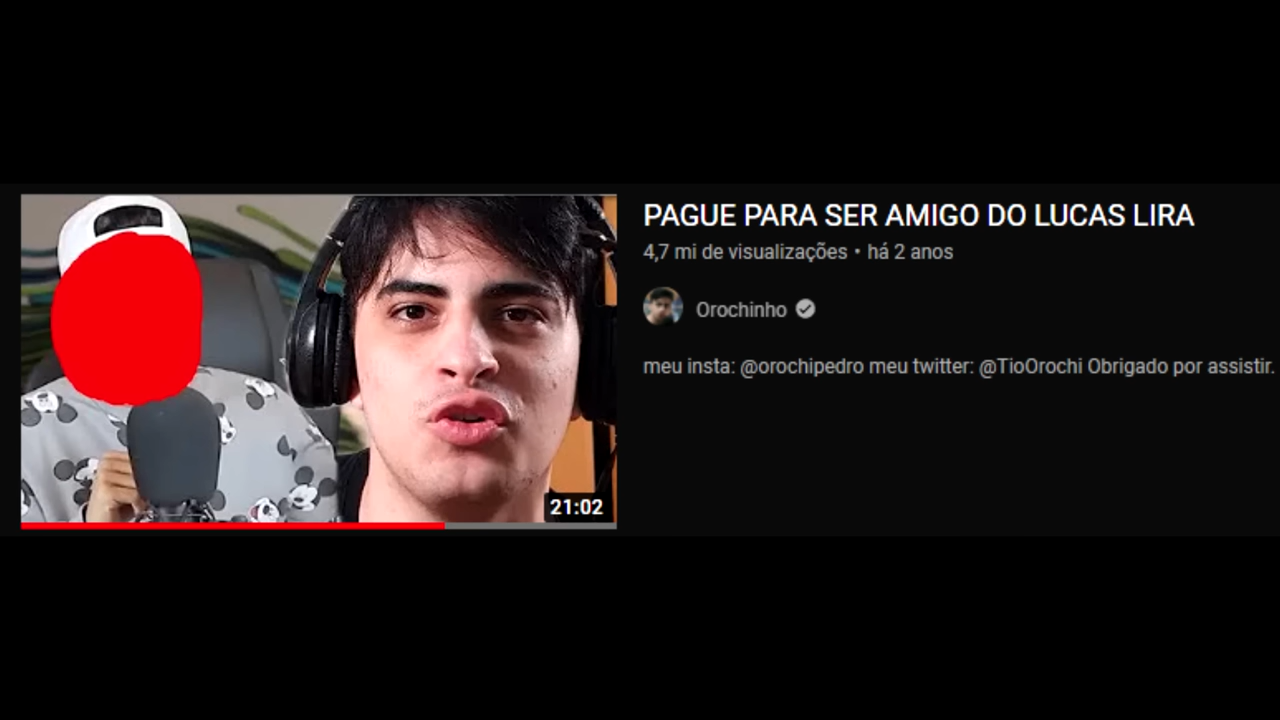 PAGUE PARA SER AMIGO DO LUCAS LIRA
4,7 mi de visualizações • há 2 anos
Orochinho
meu insta: @orochipedro meu twitter: @TioOrochi Obrigado por assistir.
21:02